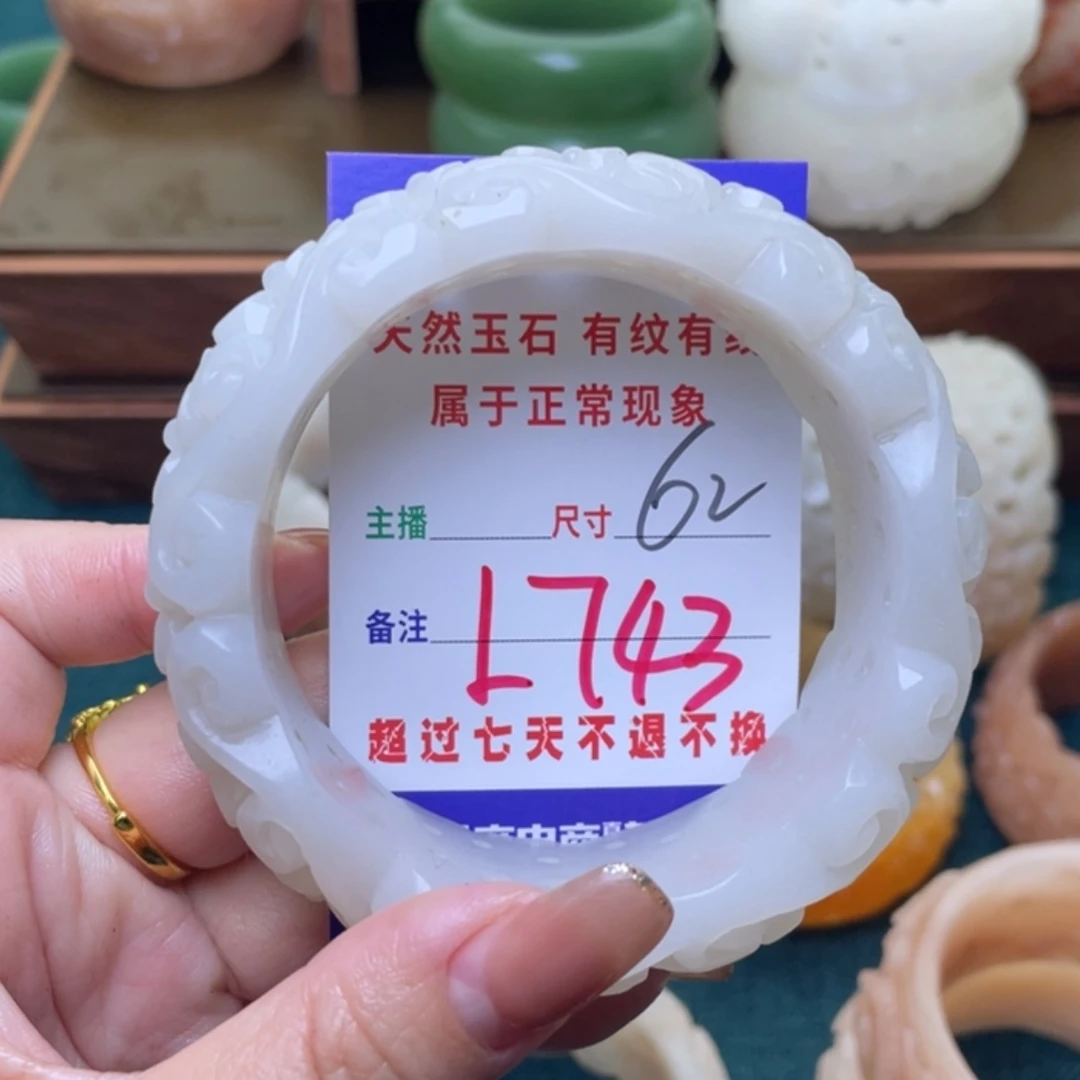 天然玉石 有纹有
属于正常现象
主播 尺寸 62
备注 L743
超过七天不退不换